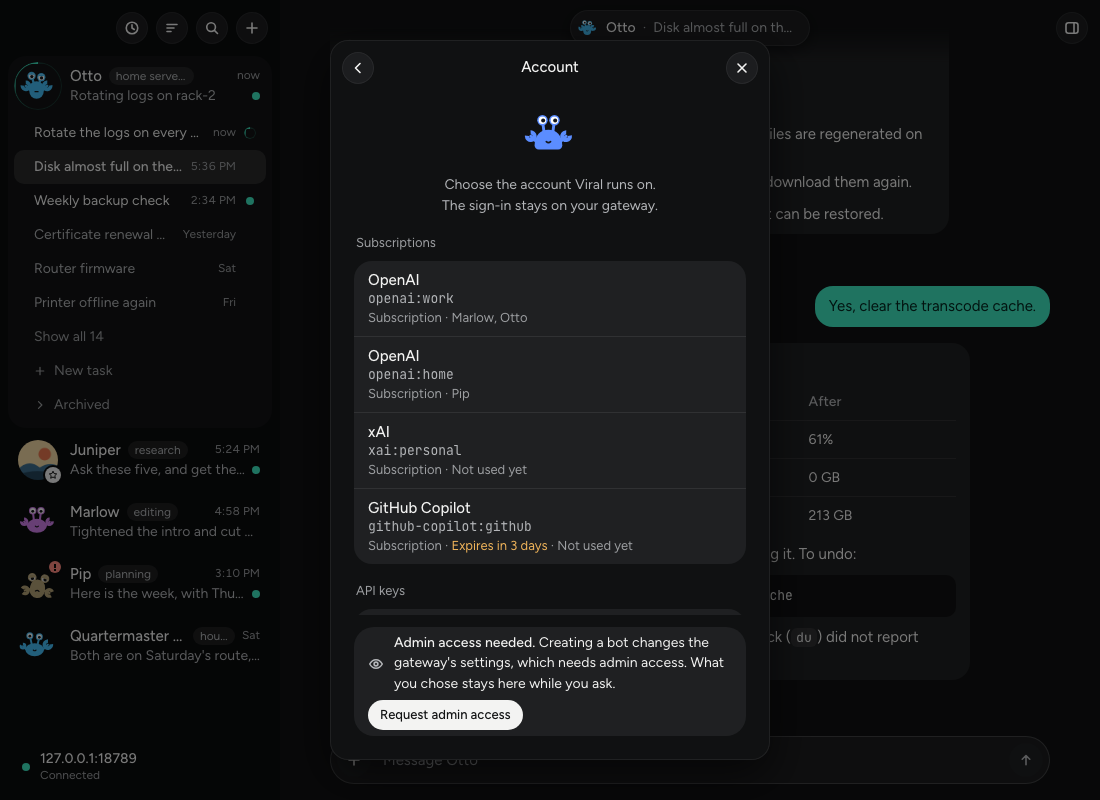 Otto · Disk almost full on th...
Otto home serve... now
Rotating logs on rack-2
Rotate the logs on every ... now
Disk almost full on the... 5:36 PM
Weekly backup check 2:34 PM
Certificate renewal ... Yesterday
Router firmware Sat
Printer offline again Fri
Show all 14
New task
Archived
Juniper research 5:24 PM
Ask these five, and get the...
Marlow editing 4:58 PM
Tightened the intro and cut ...
Pip planning 3:10 PM
Here is the week, with Thu...
Quartermaster ... hou... Sat
Both are on Saturday's route,...
127.0.0.1:18789
Connected
Account
Choose the account Viral runs on.
The sign-in stays on your gateway.
Subscriptions
OpenAI
openai:work
Subscription · Marlow, Otto
OpenAI
openai:home
Subscription · Pip
xAI
xai:personal
Subscription · Not used yet
GitHub Copilot
github-copilot:github
Subscription · Expires in 3 days · Not used yet
API keys
Admin access needed. Creating a bot changes the
gateway's settings, which needs admin access. What
you chose stays here while you ask.
Request admin access
are regenerated on
download them again.
can be restored.
Yes, clear the transcode cache.
After
61%
0 GB
213 GB
it. To undo:
( du ) did not report
Message Otto